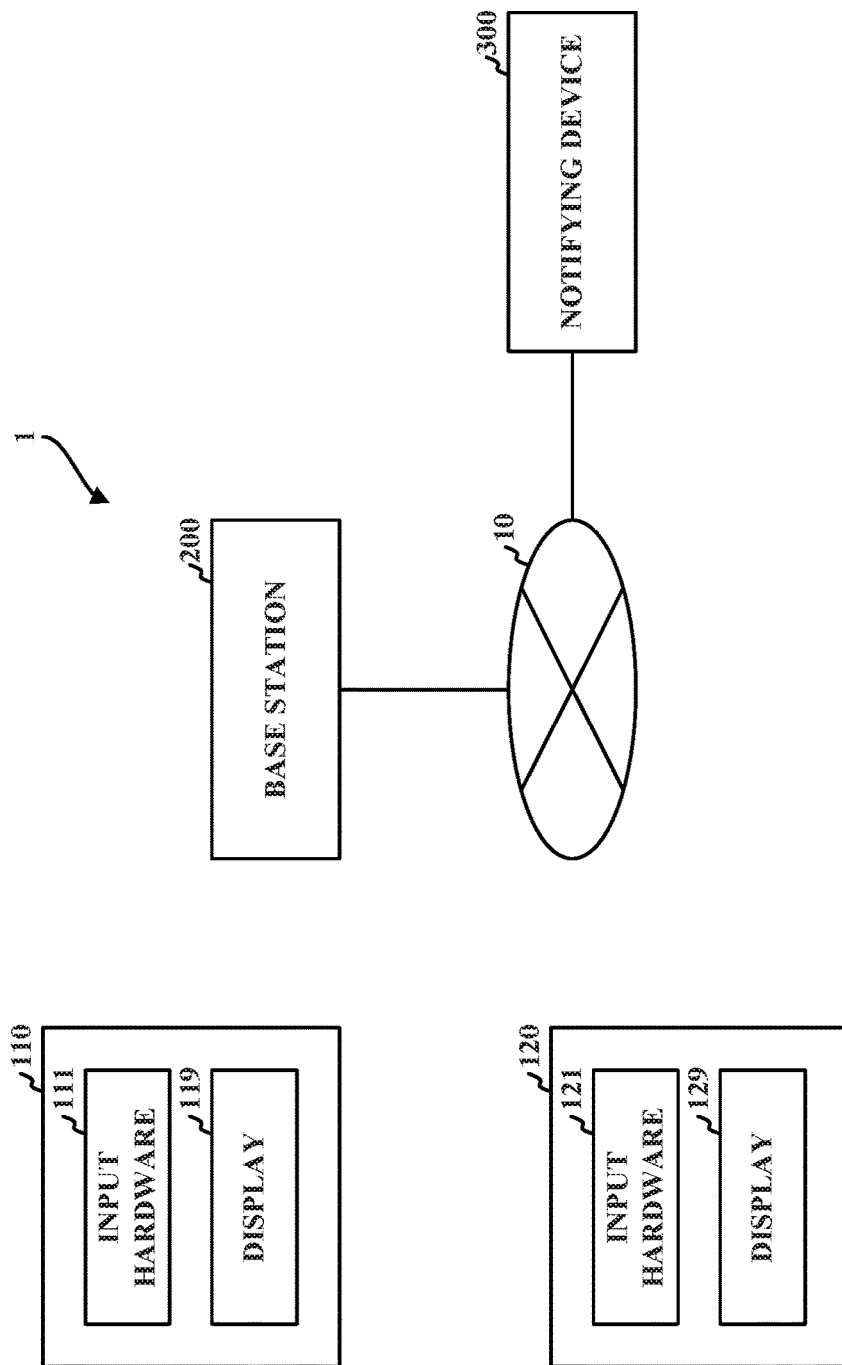 1
110
111
INPUT
HARDWARE
119
DISPLAY
200
BASE STATION
120
121
INPUT
HARDWARE
129
DISPLAY
10
300
NOTIFYING DEVICE